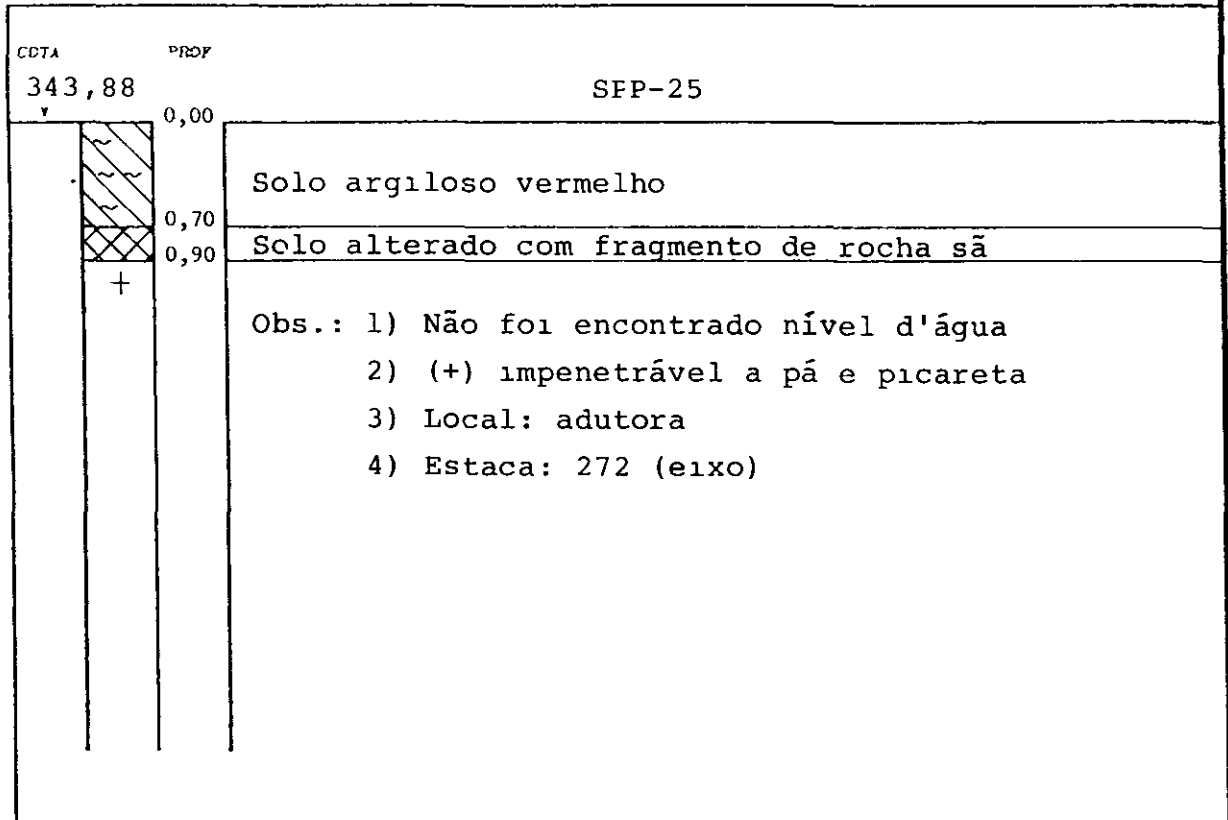 COTA PROF
343,88 SPP-25
0,00
Solo argiloso vermelho
0,70
0,90 Solo alterado com fragmento de rocha sã
+
Obs.: 1) Não foi encontrado nível d'água
2) (+) impenetrável a pá e picareta
3) Local: adutora
4) Estaca: 272 (eixo)